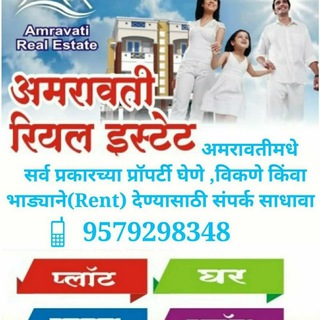 Amravati
Real Estate
अमरावती
रियल इस्टेट अमरावतीमधे
सर्व प्रकारच्या प्रॉपर्टी घेणे ,विकणे किंवा
भाड्याने(Rent) देण्यासाठी संपर्क साधावा
9579298348
प्लॉट घर